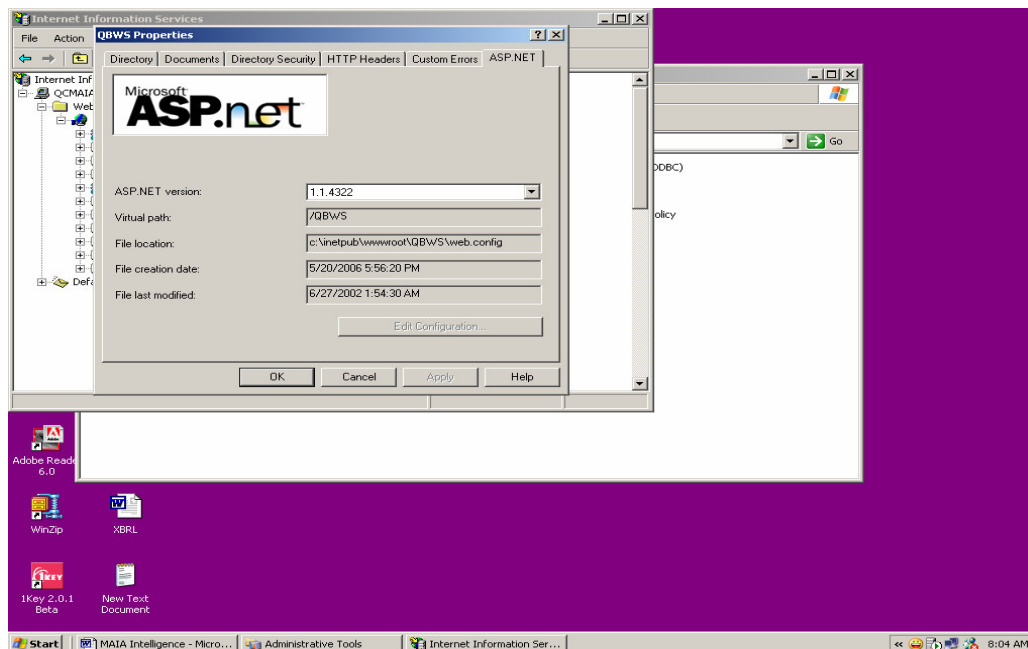 Internet Information Services
File Action
QBWS Properties
Directory Documents Directory Security HTTP Headers Custom Errors ASP.NET
Internet Inf
QCMAIA
Web
Defa
Microsoft
ASP.net
ASP.NET version: 1.1.4322
Virtual path: /QBWS
File location: c:\inetpub\wwwroot\QBWS\web.config
File creation date: 5/20/2006 5:56:20 PM
File last modified: 6/27/2002 1:54:30 AM
Edit Configuration...
OK Cancel Apply Help
Go
ODBC)
olicy
Adobe Reade
6.0
WinZip
XBRL
1Key 2.0.1
Beta
New Text
Document
Start MAIA Intelligence - Micro... Administrative Tools Internet Information Ser... « 8:04 AM